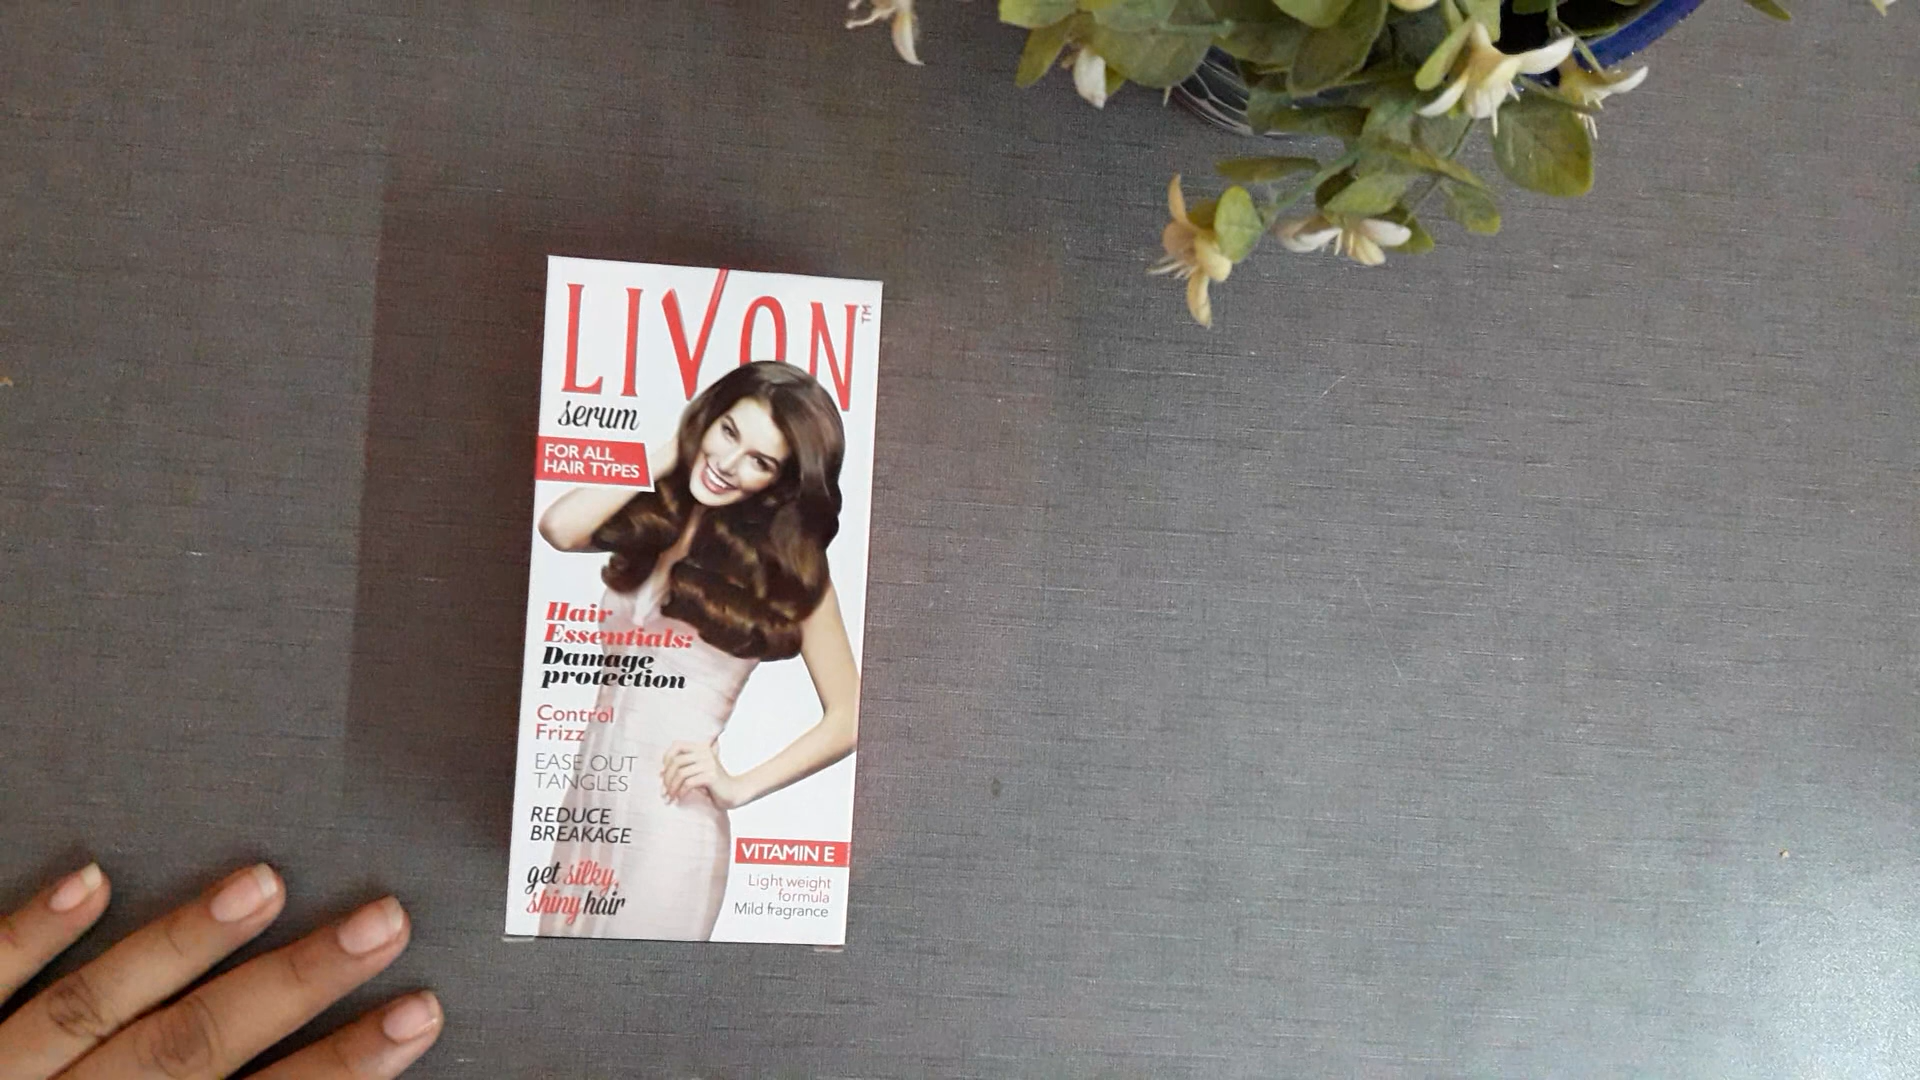 LIVON™
serum
FOR ALL
HAIR TYPES
Hair
Essentials:
Damage
protection
Control
Frizz
EASE OUT
TANGLES
REDUCE
BREAKAGE
get silky,
shiny hair
VITAMIN E
Light weight
formula
Mild fragrance